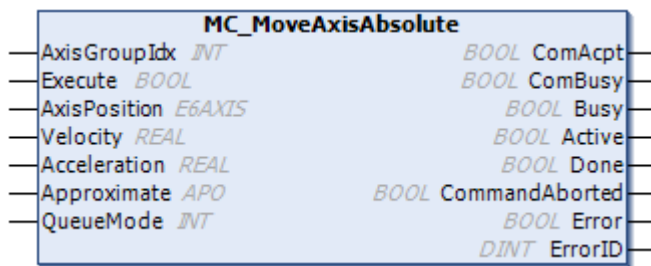 MC_MoveAxisAbsolute
AxisGroupIdx INT BOOL ComAcpt
Execute BOOL BOOL ComBusy
AxisPosition E6AXIS BOOL Busy
Velocity REAL BOOL Active
Acceleration REAL BOOL Done
Approximate APO BOOL CommandAborted
QueueMode INT BOOL Error
DINT ErrorID